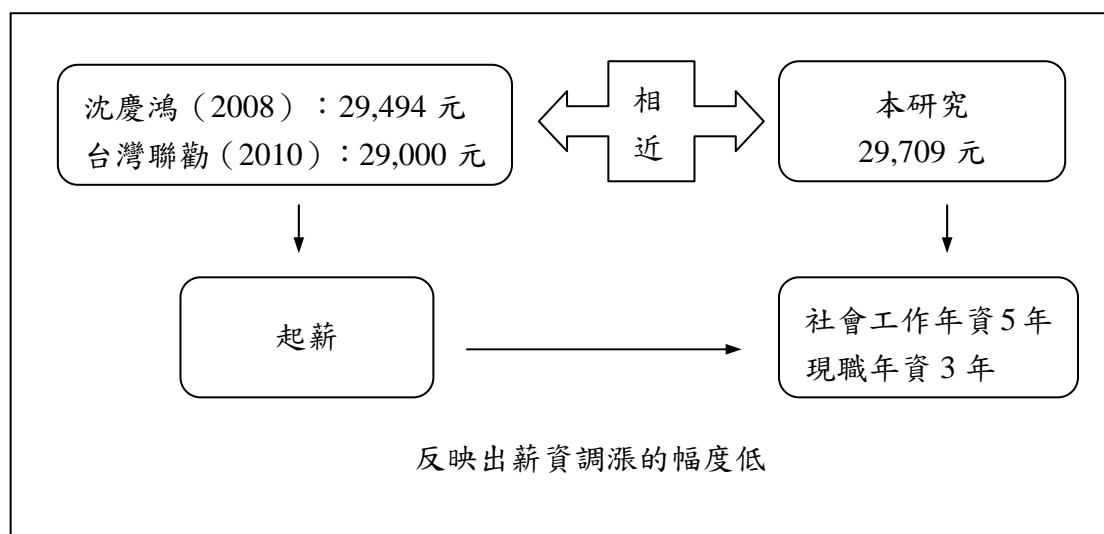 沈慶鴻（2008）：29,494 元
台灣聯勸（2010）：29,000 元
相
近
本研究
29,709 元
起薪
社會工作年資 5 年
現職年資 3 年
反映出薪資調漲的幅度低